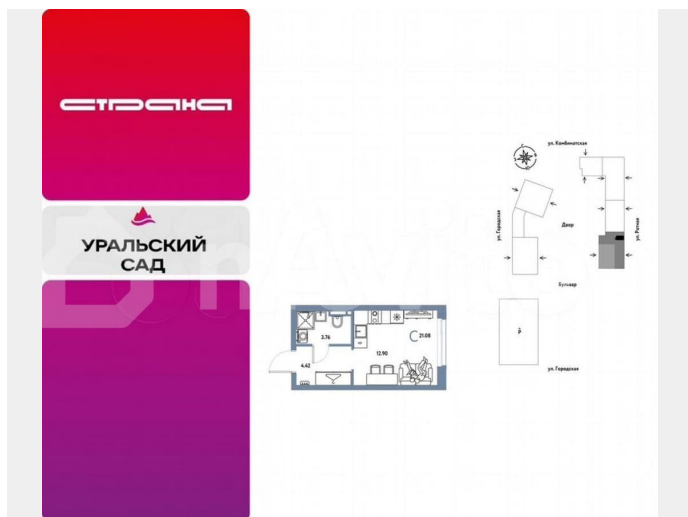 СТРАНА
УРАЛЬСКИЙ
САД
ул. Комбинатская
ул. Городская
Двор
ул. Ратная
Бульвар
P
ул. Городская
3.76
С 21.08
12.90
4.42